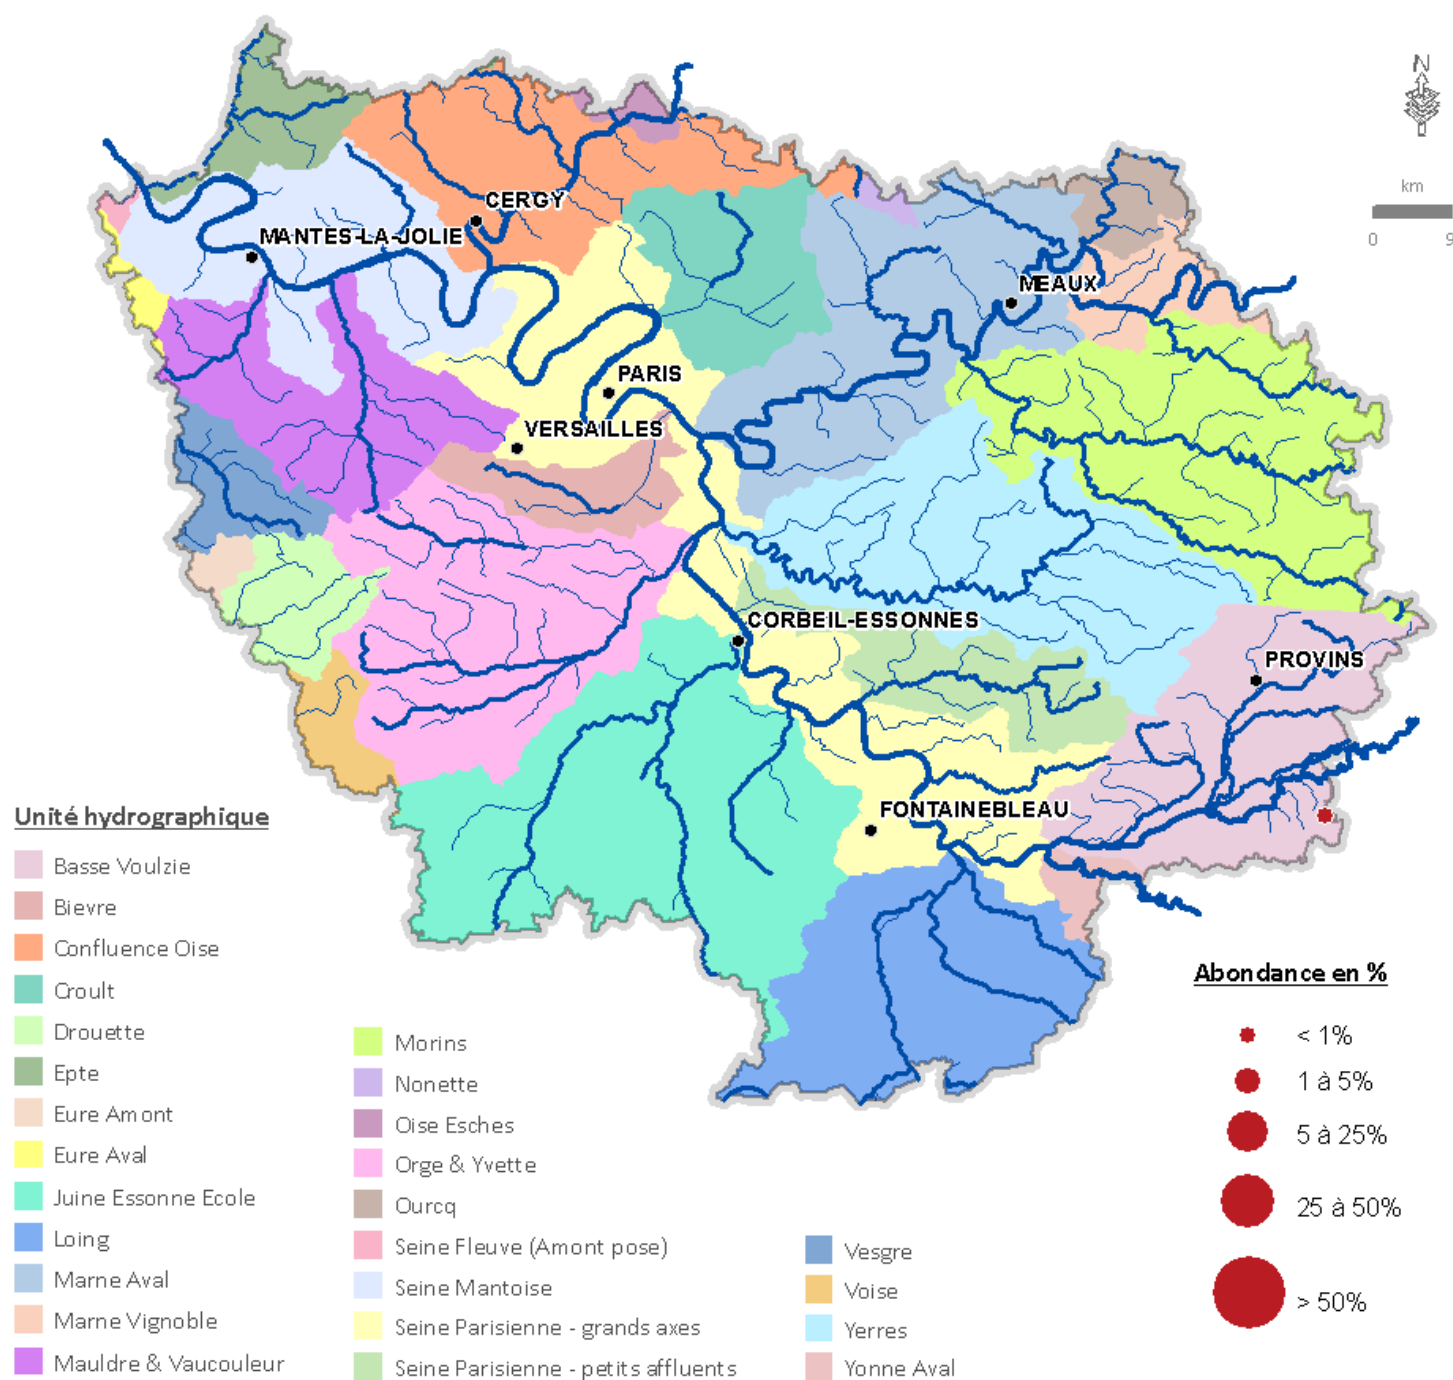 N
km
0 9
CERGY
MANTES-LA-JOLIE
MEAUX
PARIS
VERSAILLES
CORBEIL-ESSONNES
PROVINS
FONTAINEBLEAU
Unité hydrographique
Basse Voulzie
Bievre
Confluence Oise
Croult
Drouette
Epte
Eure Amont
Eure Aval
Juine Essonne Ecole
Loing
Marne Aval
Marne Vignoble
Mauldre & Vaucouleur
Morins
Nonette
Oise Esches
Orge & Yvette
Ourcq
Seine Fleuve (Amont pose)
Seine Mantoise
Seine Parisienne - grands axes
Seine Parisienne - petits affluents
Vesgre
Voise
Yerres
Yonne Aval
Abondance en %
< 1%
1 à 5%
5 à 25%
25 à 50%
> 50%